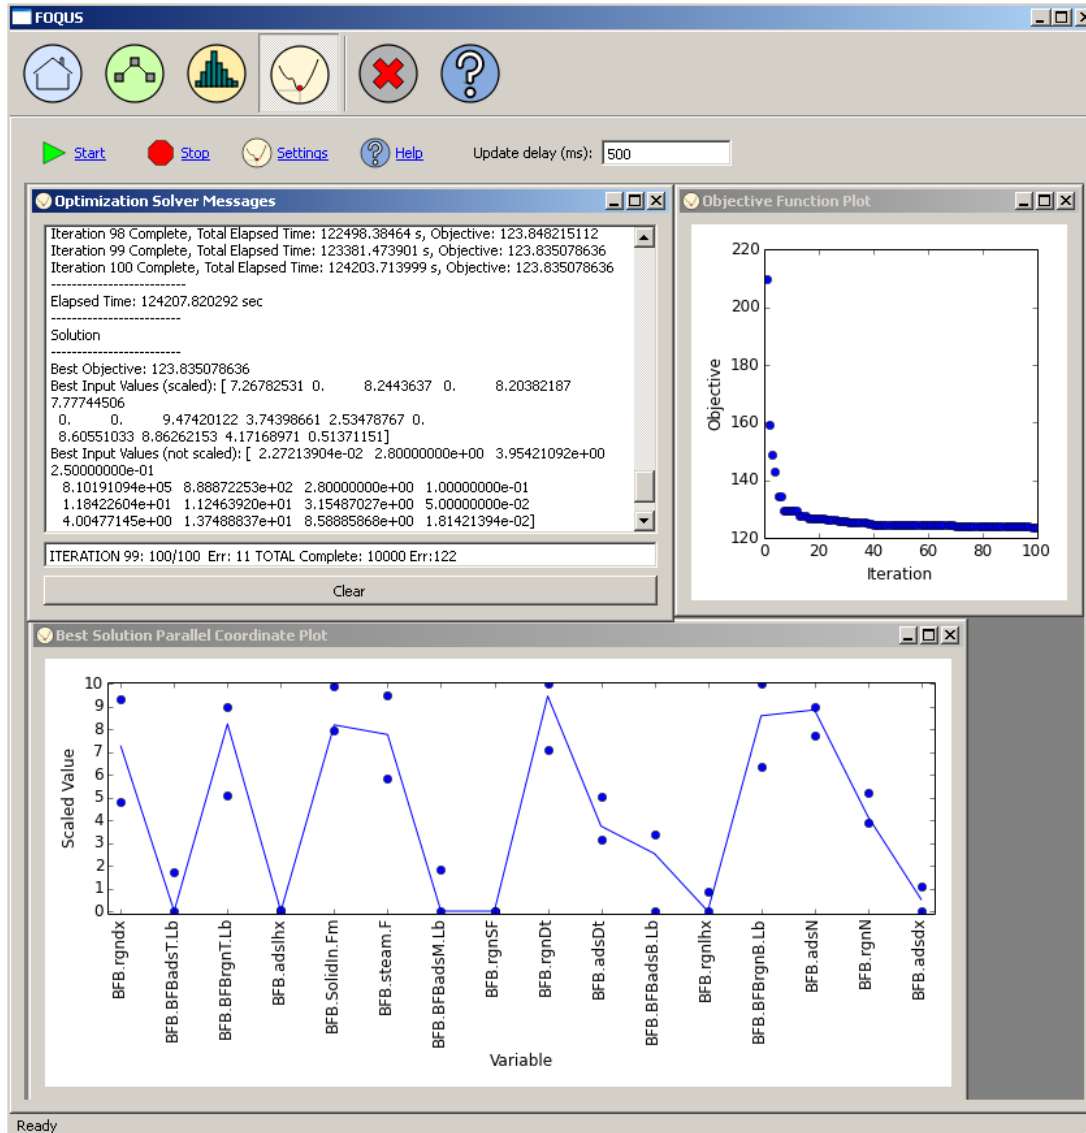 FOQUS
Start Stop Settings Help Update delay (ms): 500
Optimization Solver Messages
Iteration 98 Complete, Total Elapsed Time: 122498.38464 s, Objective: 123.848215112
Iteration 99 Complete, Total Elapsed Time: 123381.473901 s, Objective: 123.835078636
Iteration 100 Complete, Total Elapsed Time: 124203.713999 s, Objective: 123.835078636
--------------------------
Elapsed Time: 124207.820292 sec
-------------------------
Solution
-------------------------
Best Objective: 123.835078636
Best Input Values (scaled): [ 7.26782531 0. 8.2443637 0. 8.20382187
7.77744506
0. 0. 9.47420122 3.74398661 2.53478767 0.
8.60551033 8.86262153 4.17168971 0.51371151]
Best Input Values (not scaled): [ 2.27213904e-02 2.80000000e+00 3.95421092e+00
2.50000000e-01
8.10191094e+05 8.88872253e+02 2.80000000e+00 1.00000000e-01
1.18422604e+01 1.12463920e+01 3.15487027e+00 5.00000000e-02
4.00477145e+00 1.37488837e+01 8.58885868e+00 1.81421394e-02]
ITERATION 99: 100/100 Err: 11 TOTAL Complete: 10000 Err:122
Clear
Objective Function Plot
220
200
180
160
140
120
Objective
0 20 40 60 80 100
Iteration
Best Solution Parallel Coordinate Plot
10
9
8
7
6
5
4
3
2
1
0
Scaled Value
BFB.rgndx
BFB.BFBadsT.Lb
BFB.BFBrgnT.Lb
BFB.adslhx
BFB.SolidIn.Fm
BFB.steam.F
BFB.BFBadsM.Lb
BFB.rgnSF
BFB.rgnDt
BFB.adsDt
BFB.BFBadsB.Lb
BFB.rgnlhx
BFB.BFBrgnB.Lb
BFB.adsN
BFB.rgnN
BFB.adsdx
Variable
Ready